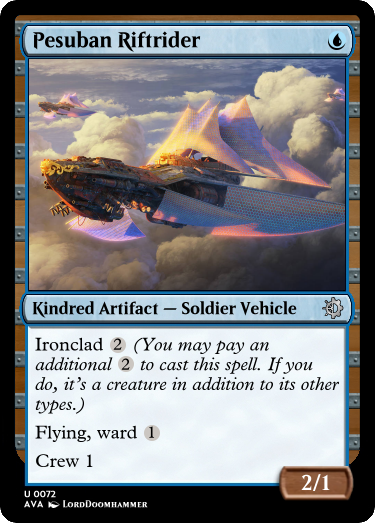 Pesuban Riftrider
Kindred Artifact — Soldier Vehicle
Ironclad 2 (You may pay an
additional 2 to cast this spell. If you
do, it's a creature in addition to its other
types.)
Flying, ward 1
Crew 1
2/1
U 0072
AVA LordDoomhammer